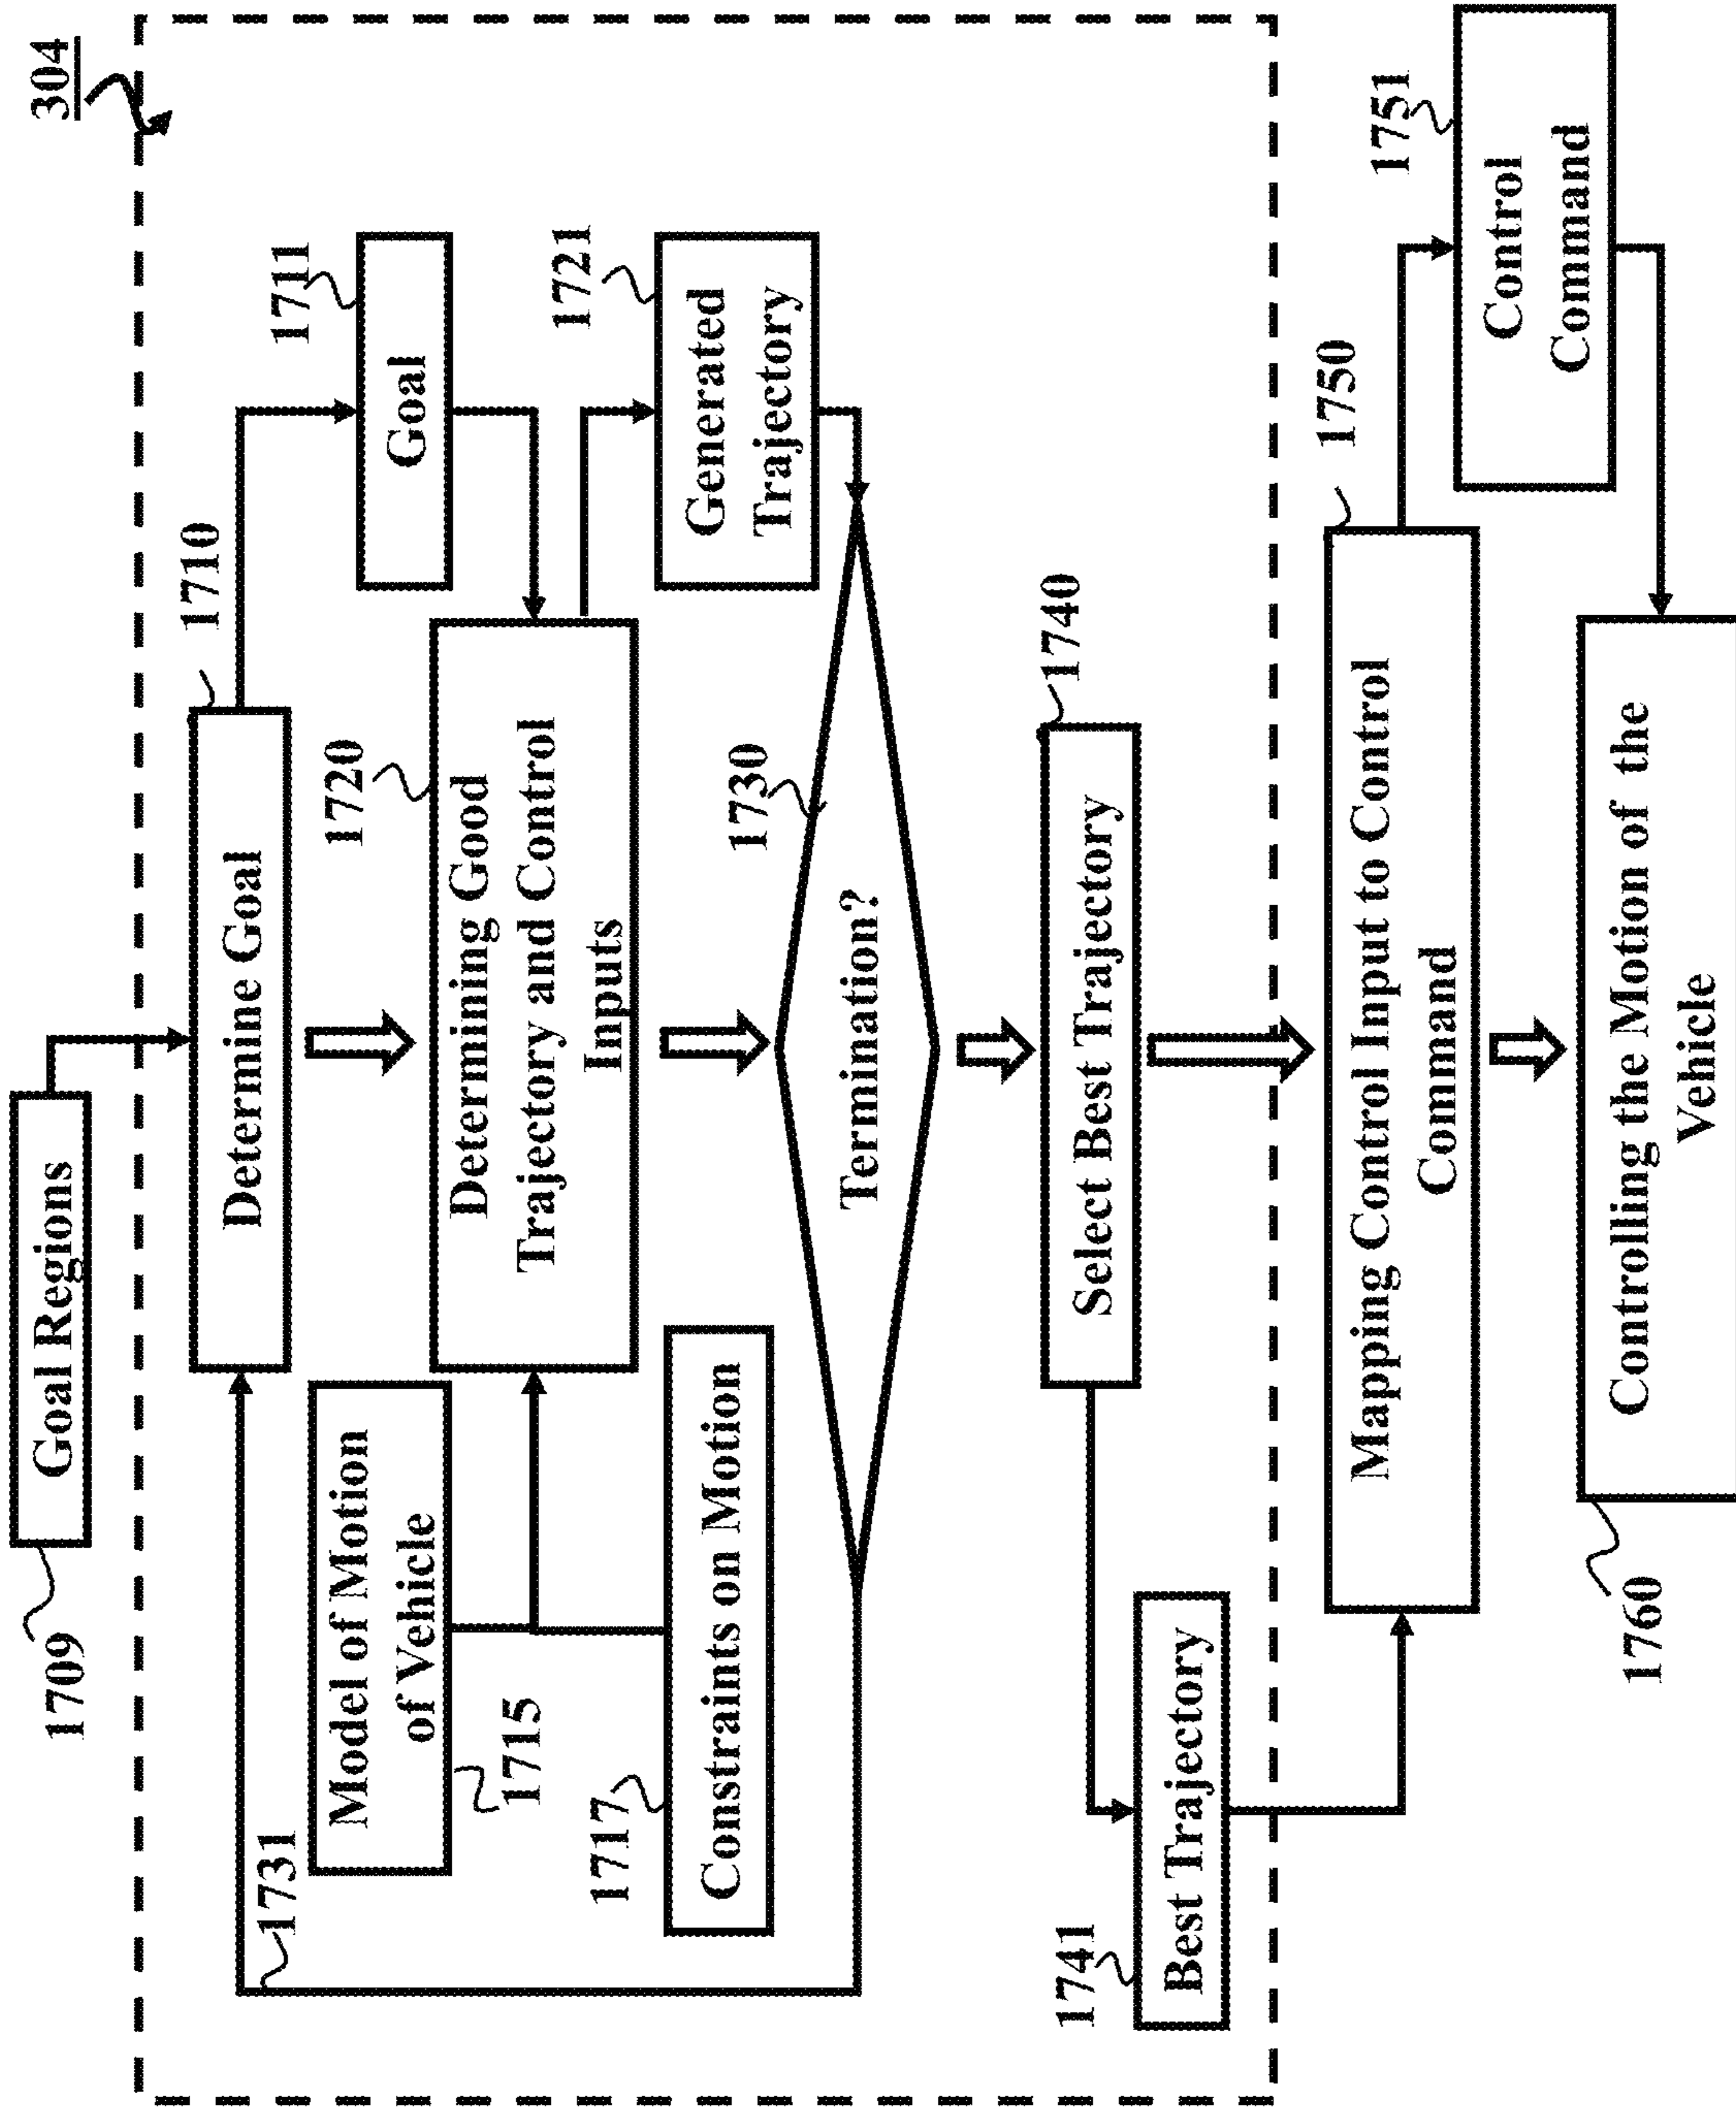 304
Goal Regions
1709
Determine Goal
1710
Goal
1711
1731
Model of Motion
of Vehicle
1715
Determining Good
Trajectory and Control
Inputs
1720
Generated
Trajectory
1721
Constraints on Motion
1717
Termination?
1730
Select Best Trajectory
1740
Best Trajectory
1741
Mapping Control Input to Control
Command
1750
Control
Command
1751
Controlling the Motion of the
Vehicle
1760